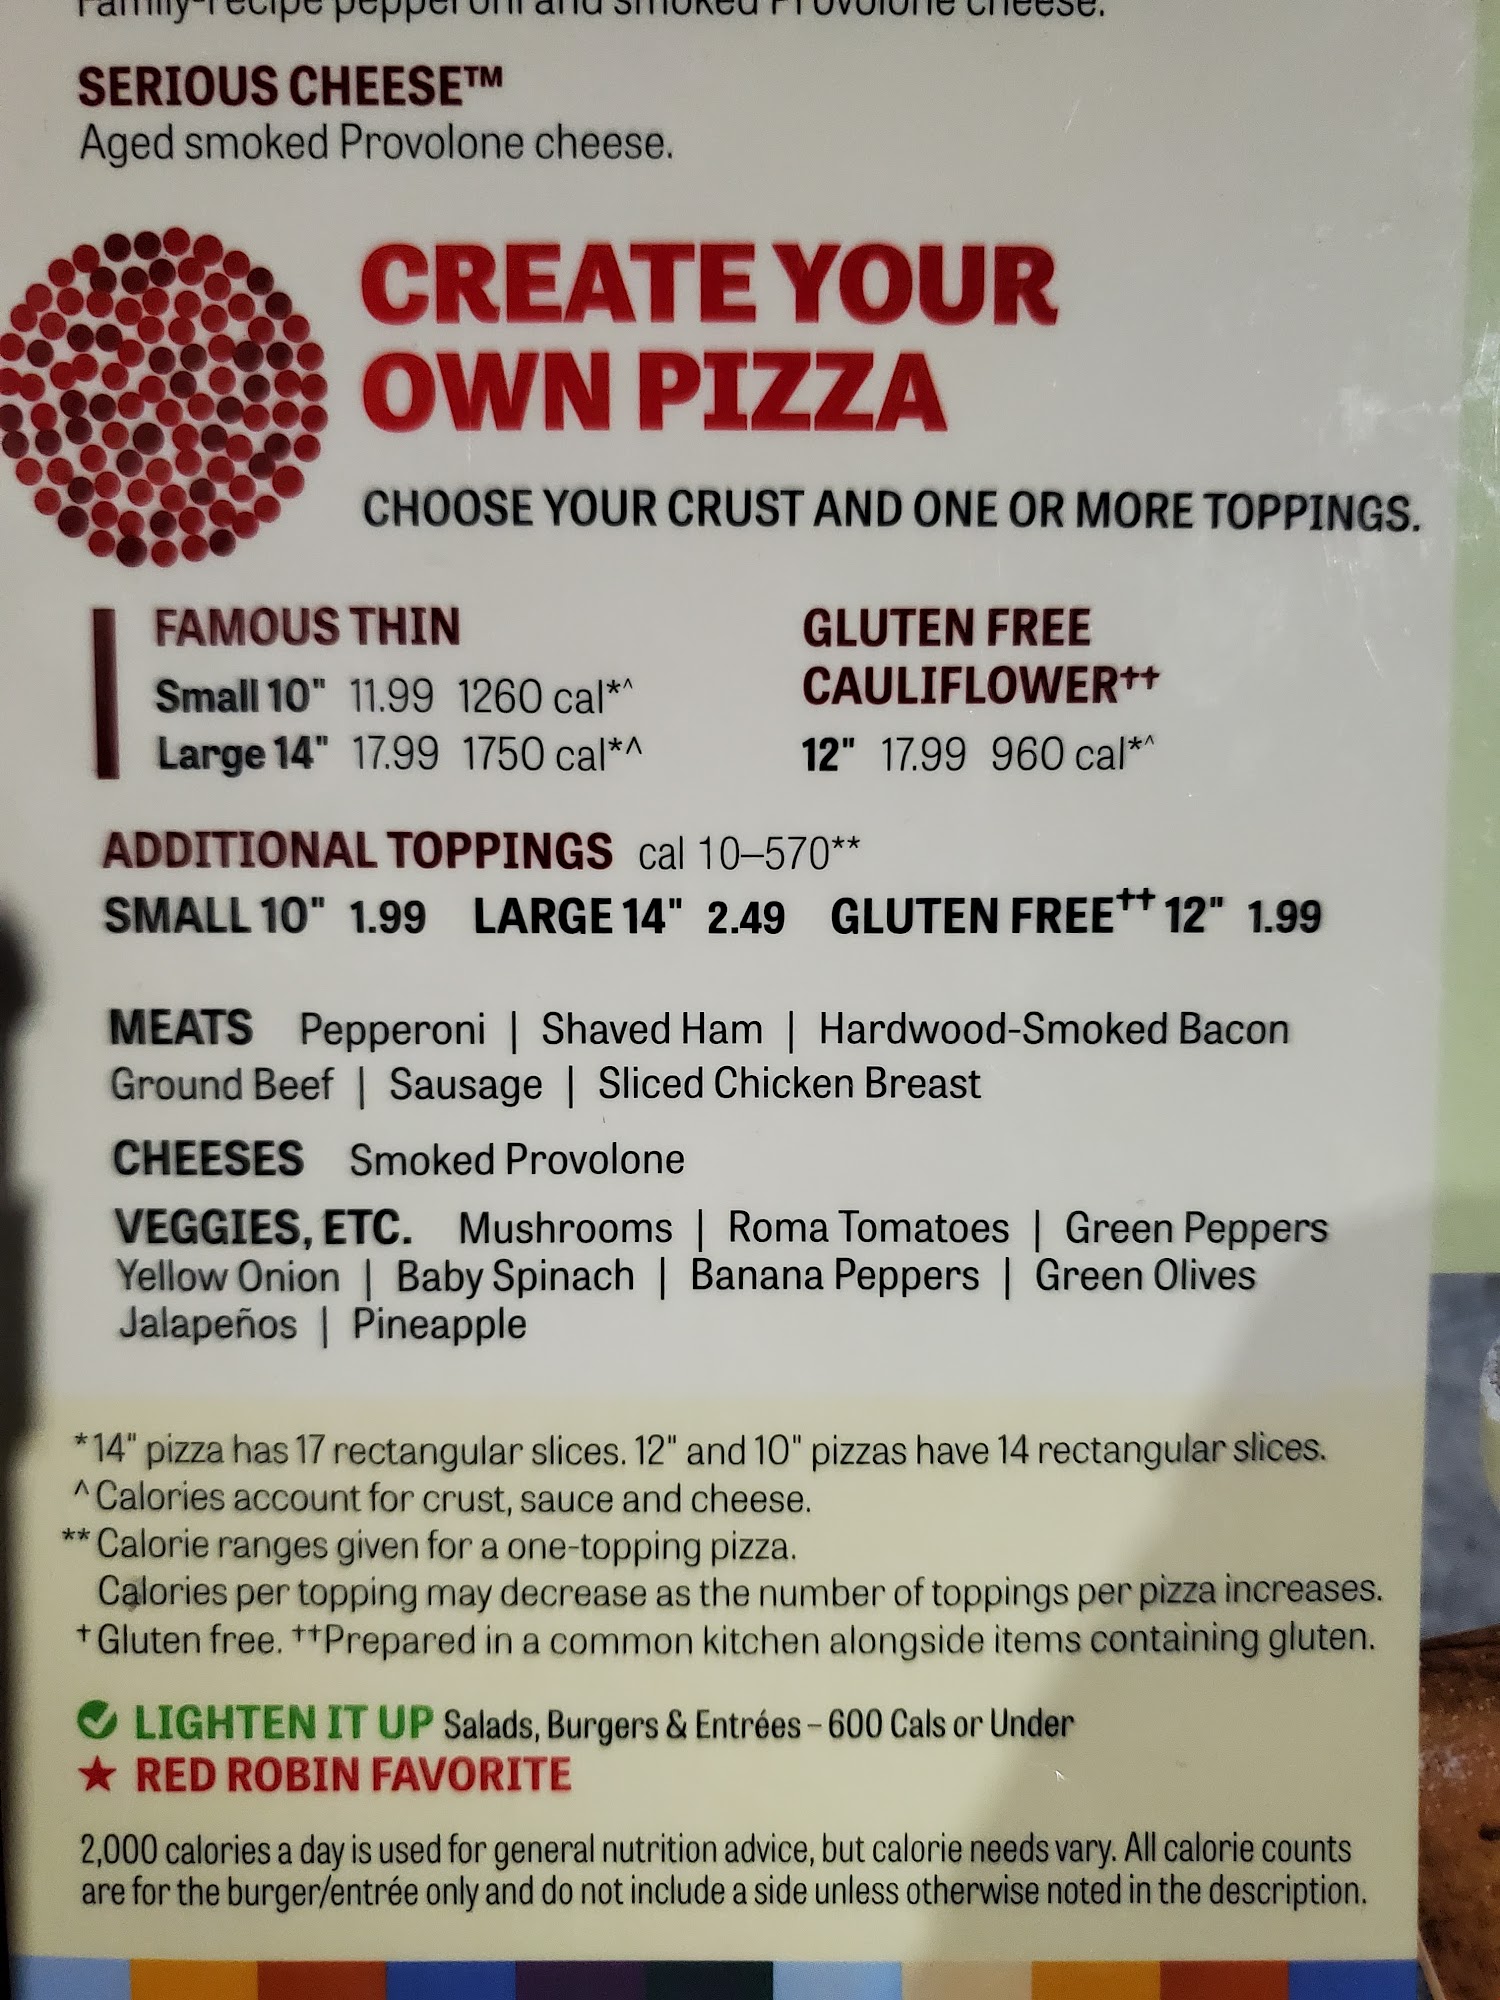 Family-recipe pepperoni and smoked Provolone cheese.
SERIOUS CHEESE™
Aged smoked Provolone cheese.
CREATE YOUR
OWN PIZZA
CHOOSE YOUR CRUST AND ONE OR MORE TOPPINGS.
FAMOUS THIN
Small 10" 11.99 1260 cal*^
Large 14" 17.99 1750 cal*^
GLUTEN FREE
CAULIFLOWER††
12" 17.99 960 cal*^
ADDITIONAL TOPPINGS cal 10–570**
SMALL 10" 1.99 LARGE 14" 2.49 GLUTEN FREE†† 12" 1.99
MEATS Pepperoni | Shaved Ham | Hardwood-Smoked Bacon
Ground Beef | Sausage | Sliced Chicken Breast
CHEESES Smoked Provolone
VEGGIES, ETC. Mushrooms | Roma Tomatoes | Green Peppers
Yellow Onion | Baby Spinach | Banana Peppers | Green Olives
Jalapeños | Pineapple
*14" pizza has 17 rectangular slices. 12" and 10" pizzas have 14 rectangular slices.
^Calories account for crust, sauce and cheese.
**Calorie ranges given for a one-topping pizza.
Calories per topping may decrease as the number of toppings per pizza increases.
†Gluten free. ††Prepared in a common kitchen alongside items containing gluten.
LIGHTEN IT UP Salads, Burgers & Entrées – 600 Cals or Under
★ RED ROBIN FAVORITE
2,000 calories a day is used for general nutrition advice, but calorie needs vary. All calorie counts
are for the burger/entrée only and do not include a side unless otherwise noted in the description.